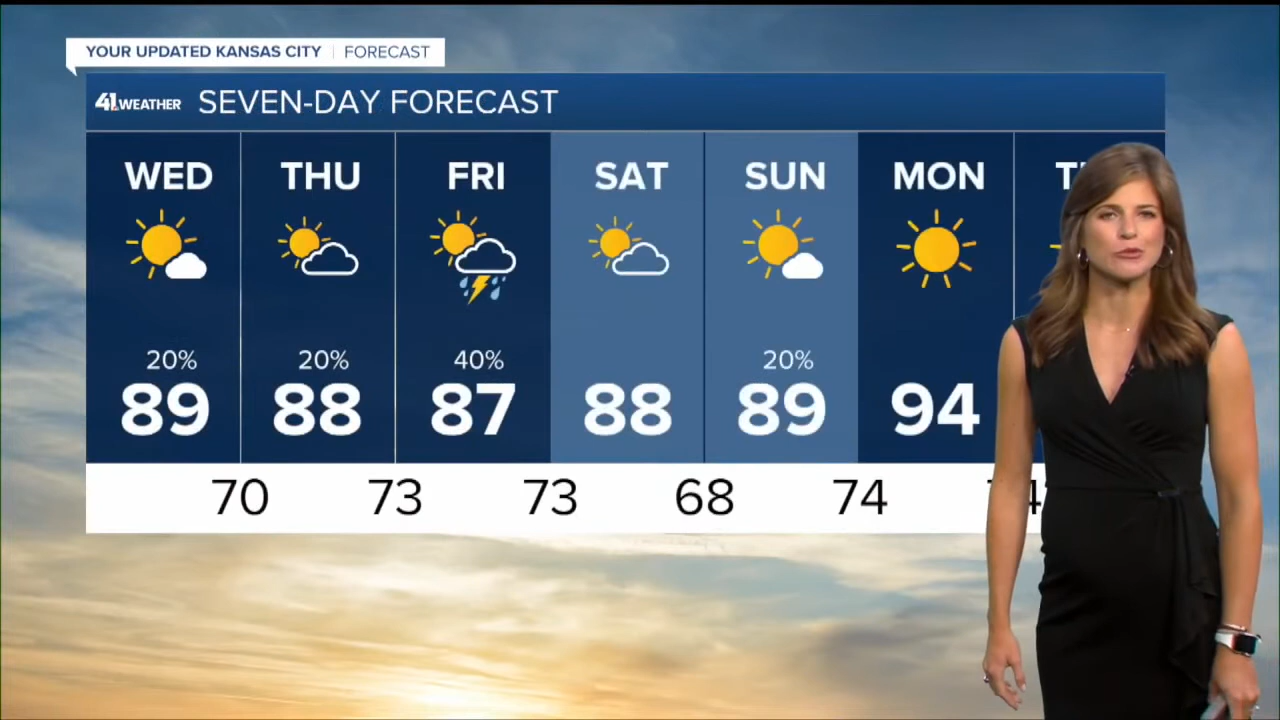 YOUR UPDATED KANSAS CITY | FORECAST
41 WEATHER SEVEN-DAY FORECAST
WED THU FRI SAT SUN MON
20% 20% 40% 20%
89 88 87 88 89 94
70 73 73 68 74